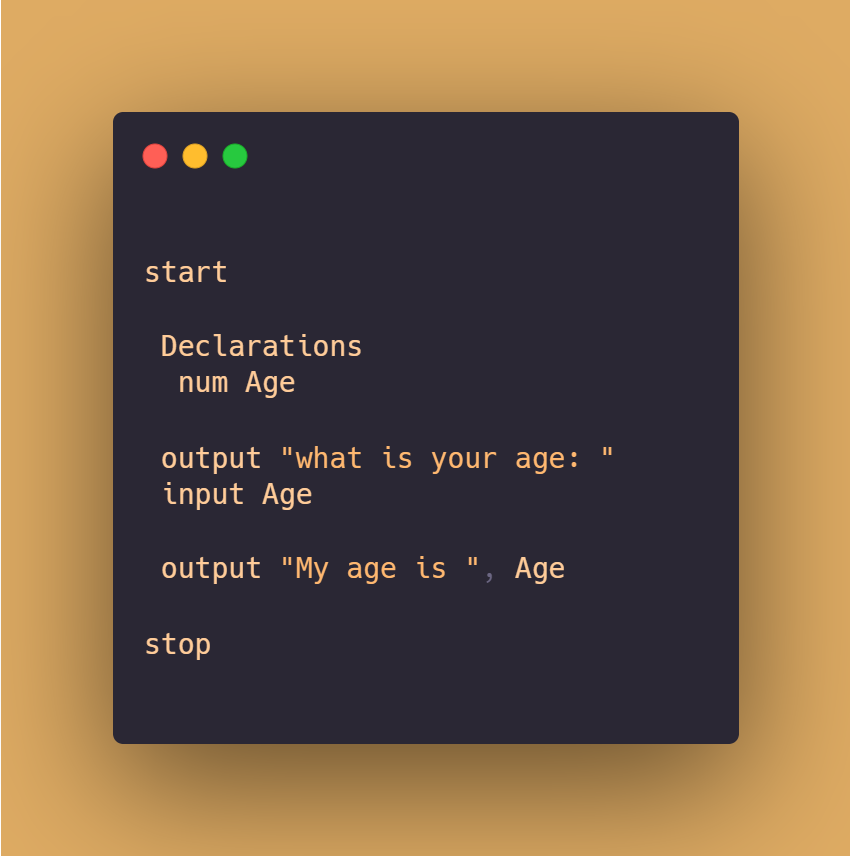 start
Declarations
num Age
output "what is your age: "
input Age
output "My age is ", Age
stop